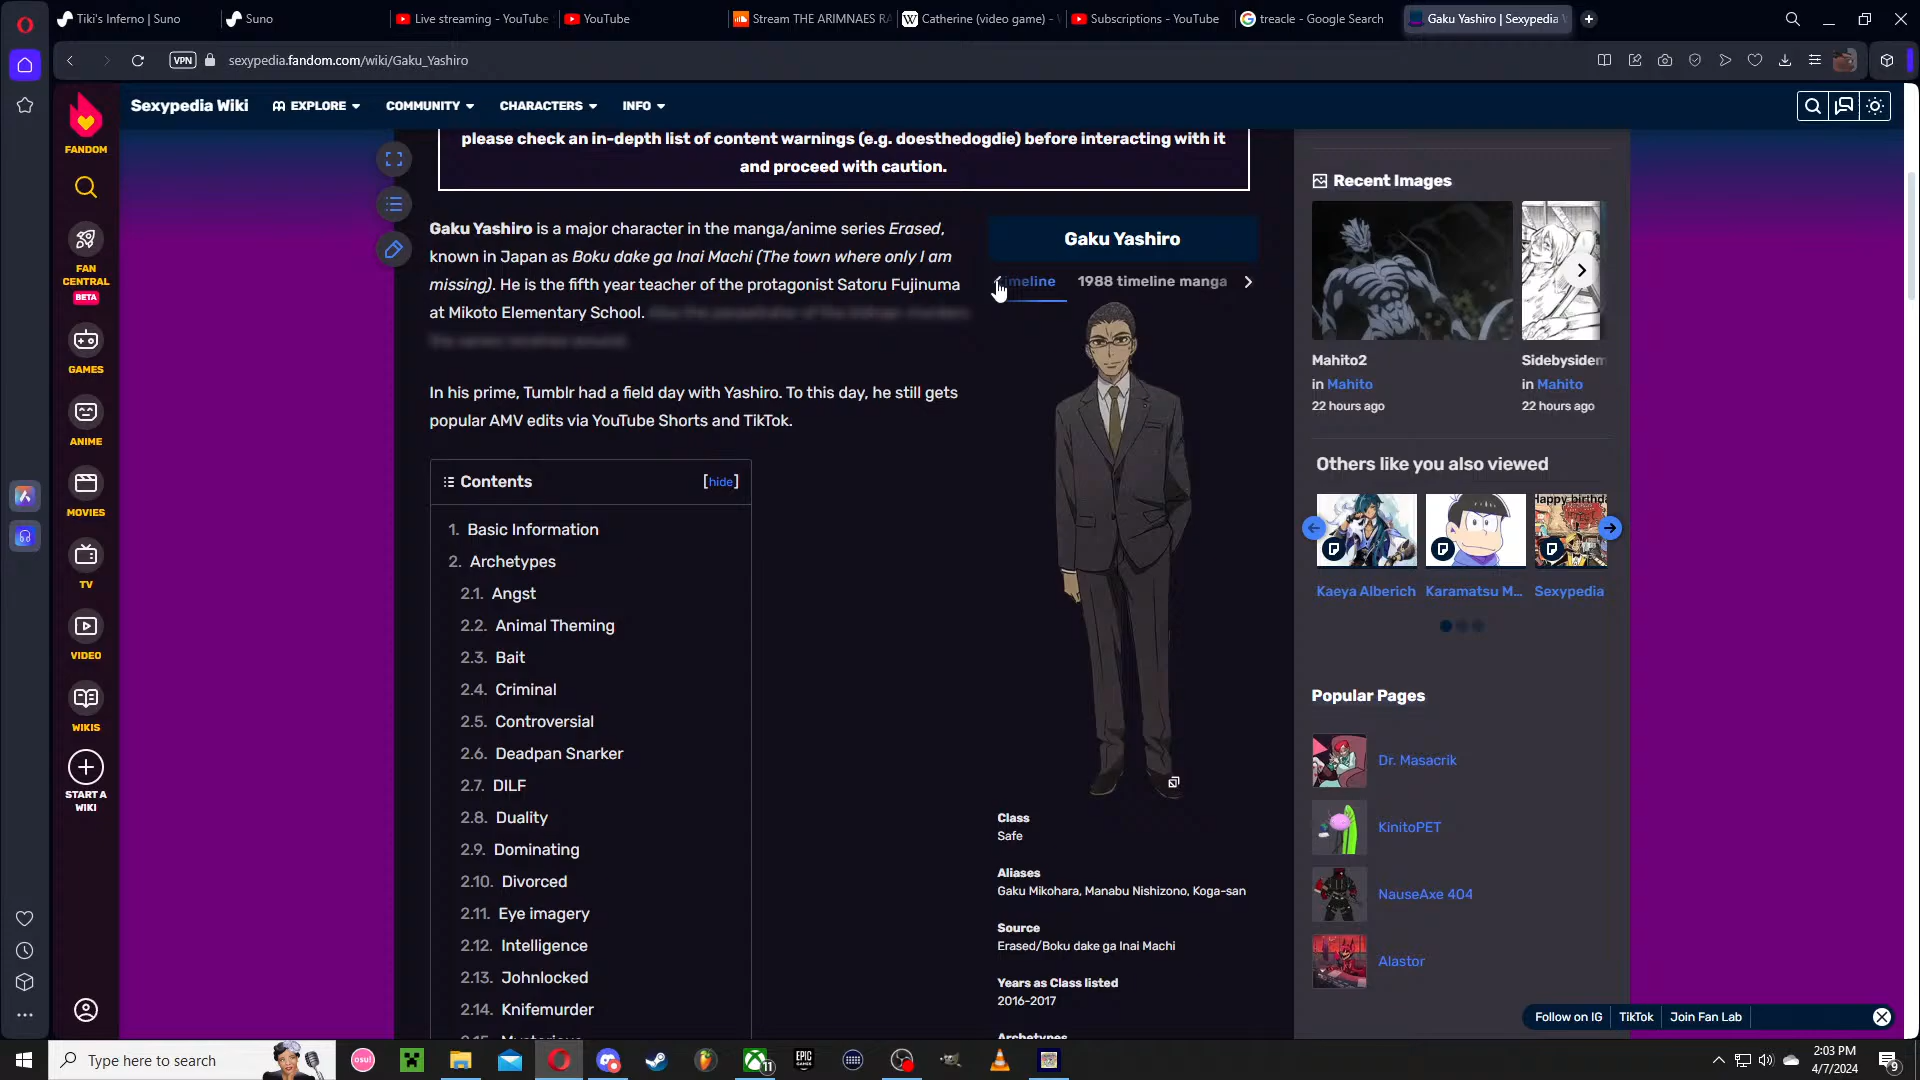 Tiki's Inferno | Suno
Suno
Live streaming - YouTube
YouTube
Stream THE ARIMNAES RA
Catherine (video game) -
Subscriptions - YouTube
treacle - Google Search
Gaku Yashiro | Sexypedia
VPN
sexypedia.fandom.com/wiki/Gaku_Yashiro
Sexypedia Wiki
EXPLORE
COMMUNITY
CHARACTERS
INFO
FANDOM
FAN
CENTRAL
BETA
GAMES
ANIME
MOVIES
TV
VIDEO
WIKIS
START A
WIKI
please check an in-depth list of content warnings (e.g. doesthedogdie) before interacting with it
and proceed with caution.
Gaku Yashiro is a major character in the manga/anime series Erased,
known in Japan as Boku dake ga Inai Machi (The town where only I am
missing). He is the fifth year teacher of the protagonist Satoru Fujinuma
at Mikoto Elementary School.
In his prime, Tumblr had a field day with Yashiro. To this day, he still gets
popular AMV edits via YouTube Shorts and TikTok.
Contents
[hide]
1. Basic Information
2. Archetypes
2.1. Angst
2.2. Animal Theming
2.3. Bait
2.4. Criminal
2.5. Controversial
2.6. Deadpan Snarker
2.7. DILF
2.8. Duality
2.9. Dominating
2.10. Divorced
2.11. Eye imagery
2.12. Intelligence
2.13. Johnlocked
2.14. Knifemurder
Gaku Yashiro
imeline
1988 timeline manga
Class
Safe
Aliases
Gaku Mikohara, Manabu Nishizono, Koga-san
Source
Erased/Boku dake ga Inai Machi
Years as Class listed
2016-2017
Archetypes
Recent Images
Mahito2
in Mahito
22 hours ago
Sidebysidem
in Mahito
22 hours ago
Others like you also viewed
Happy birthda
Kaeya Alberich
Karamatsu M...
Sexypedia
Popular Pages
Dr. Masacrik
KinitoPET
NauseAxe 404
Alastor
Follow on IG
TikTok
Join Fan Lab
Type here to search
osu!
11
EPIC
GAMES
2:03 PM
4/7/2024
9